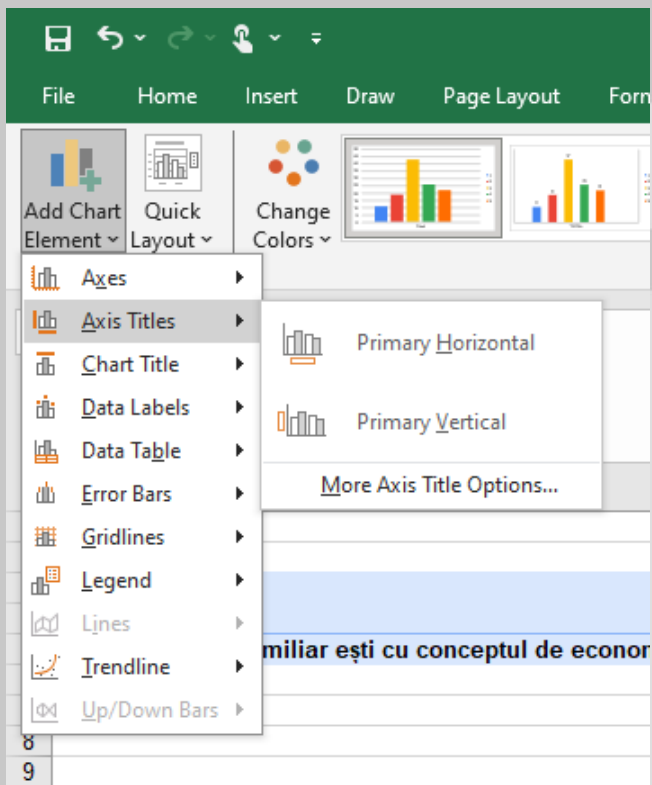 File Home Insert Draw Page Layout Form
Add Chart Element
Quick Layout
Change Colors
Axes
Axis Titles
Chart Title
Data Labels
Data Table
Error Bars
Gridlines
Legend
Lines
Trendline
Up/Down Bars
Primary Horizontal
Primary Vertical
More Axis Title Options...
miliar ești cu conceptul de econor
8
9